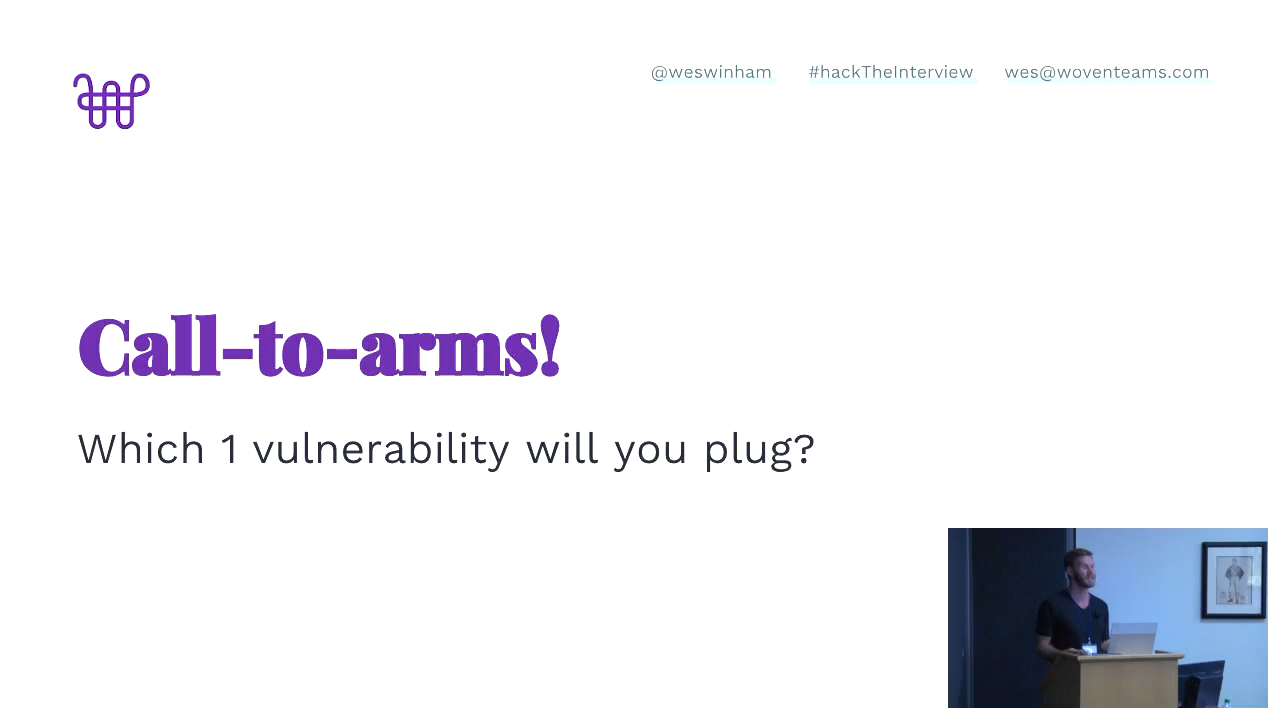 @weswinham #hackTheInterview wes@woventeams.com
Call-to-arms!
Which 1 vulnerability will you plug?